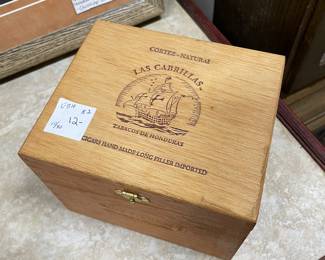 CORTEZ - NATURAL
LAS CABRILLAS
TABACOS DE HONDURAS
CIGARS HAND MADE LONG FILLER IMPORTED
12-